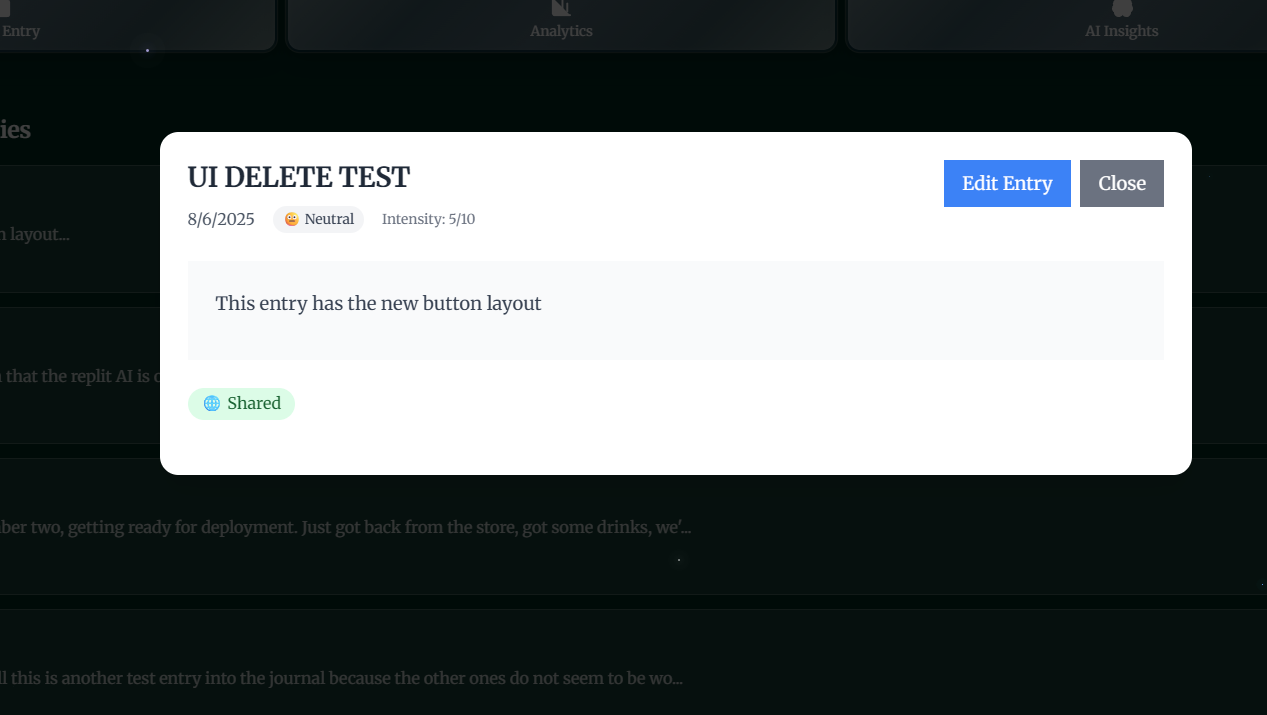 Entry
Analytics
AI Insights
ies
UI DELETE TEST
Edit Entry
Close
8/6/2025
Neutral
Intensity: 5/10
layout...
This entry has the new button layout
that the replit AI is
Shared
two, getting ready for deployment. Just got back from the store, got some drinks, we'...
this is another test entry into the journal because the other ones do not seem to be wo...